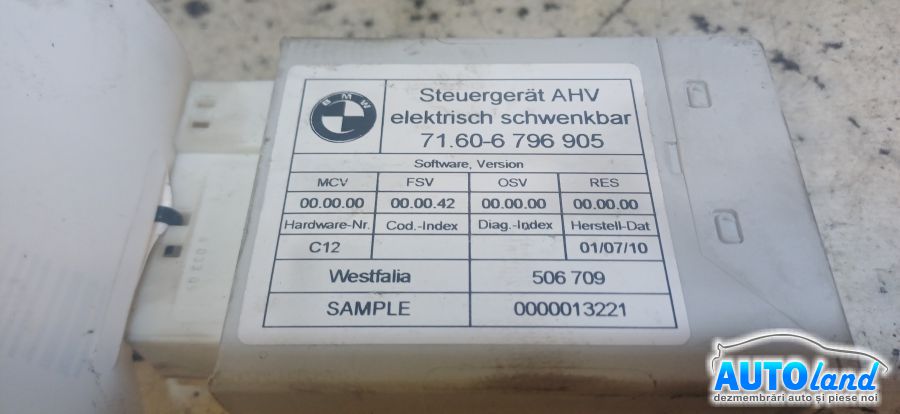 BMW
Steuergerät AHV
elektrisch schwenkbar
71.60-6 796 905
Software, Version
MCV FSV OSV RES
00.00.00 00.00.42 00.00.00 00.00.00
Hardware-Nr. Cod.-Index Diag.-Index Herstell-Dat
C12 01/07/10
Westfalia 506 709
SAMPLE 0000013221
AUTOland
dezmembrări auto și piese noi